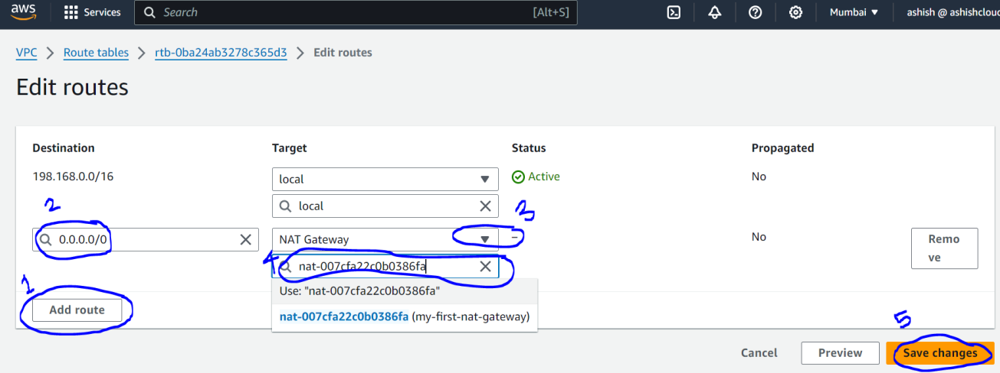 aws Services Search [Alt+S] Mumbai ▼ ashish @ ashishclou
VPC > Route tables > rtb-0ba24ab3278c365d3 > Edit routes
Edit routes
Destination Target Status Propagated
198.168.0.0/16 local Active No
local
2 3
0.0.0.0/0 NAT Gateway – No Remo
ve
4 nat-007cfa22c0b0386fa
1 Use: "nat-007cfa22c0b0386fa"
Add route nat-007cfa22c0b0386fa (my-first-nat-gateway)
5
Cancel Preview Save changes